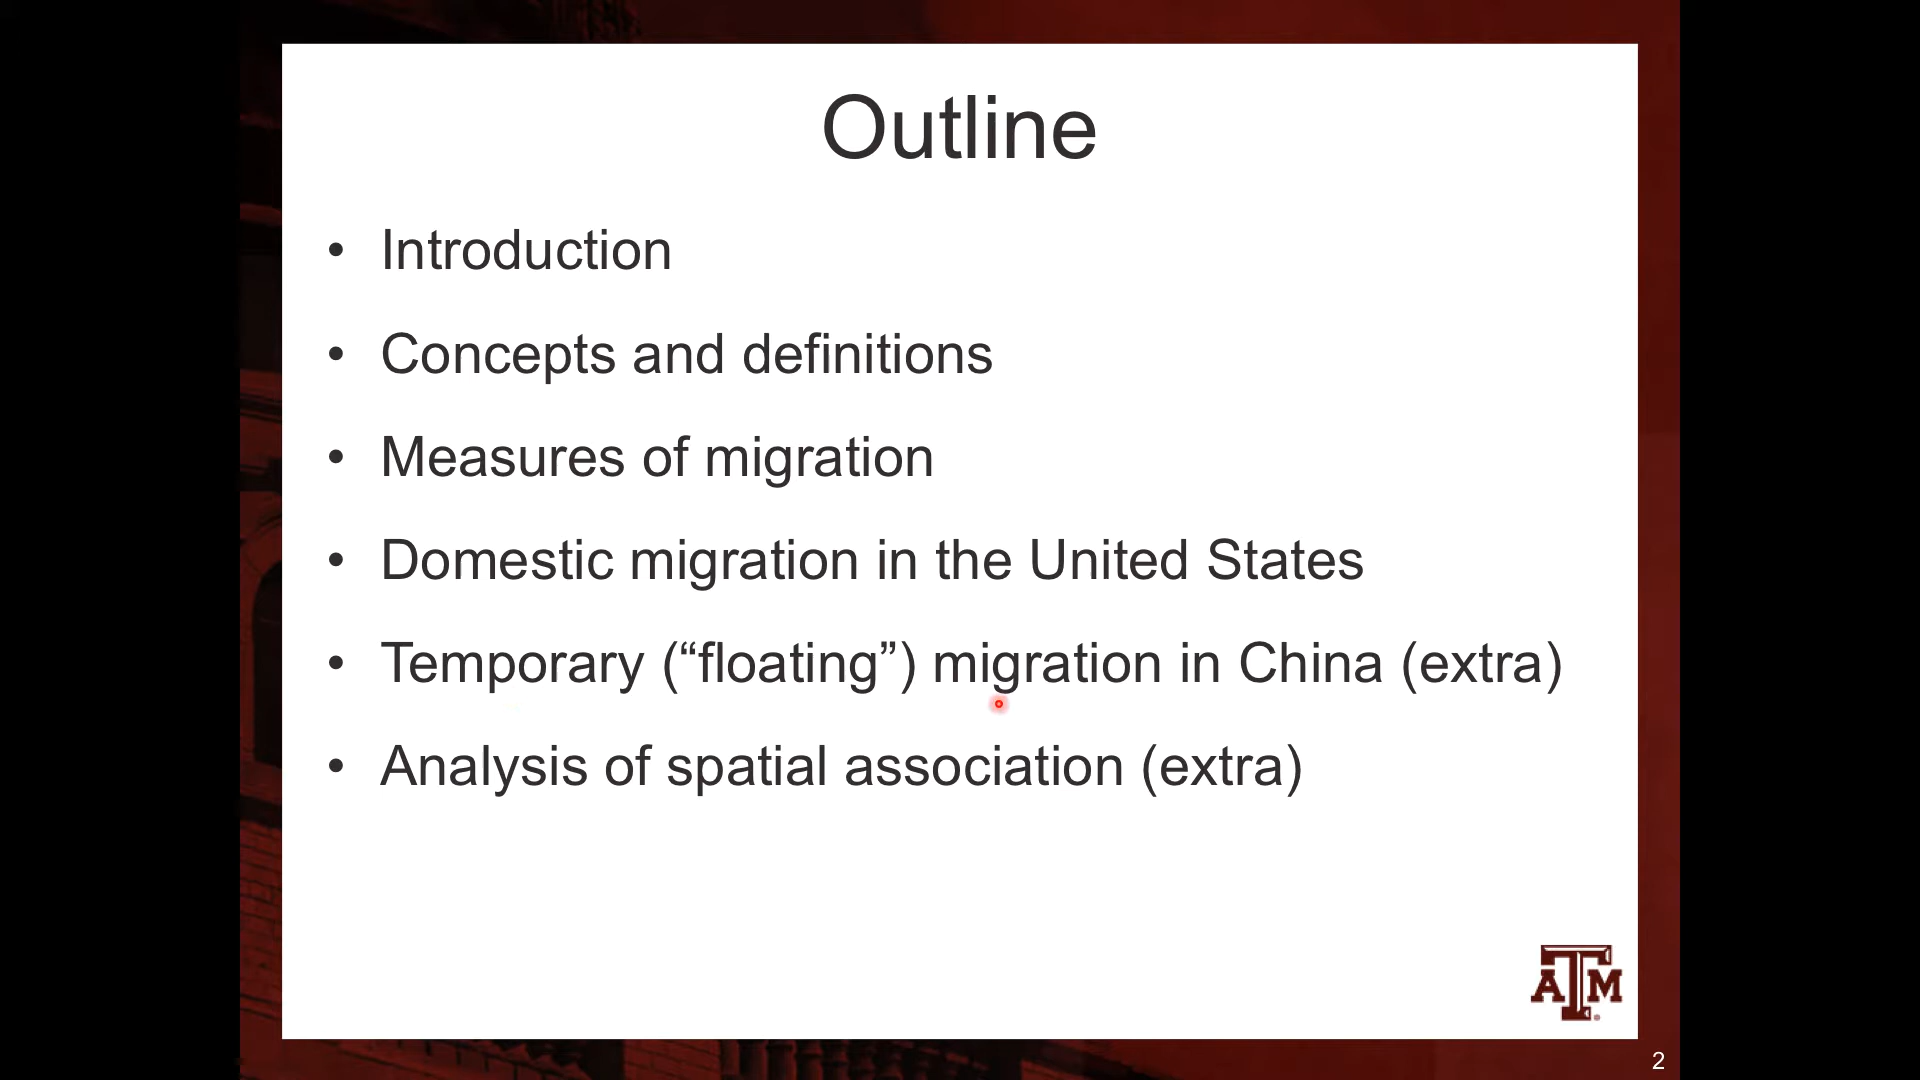 Outline
• Introduction
• Concepts and definitions
• Measures of migration
• Domestic migration in the United States
• Temporary (“floating”) migration in China (extra)
• Analysis of spatial association (extra)
ATM®
2